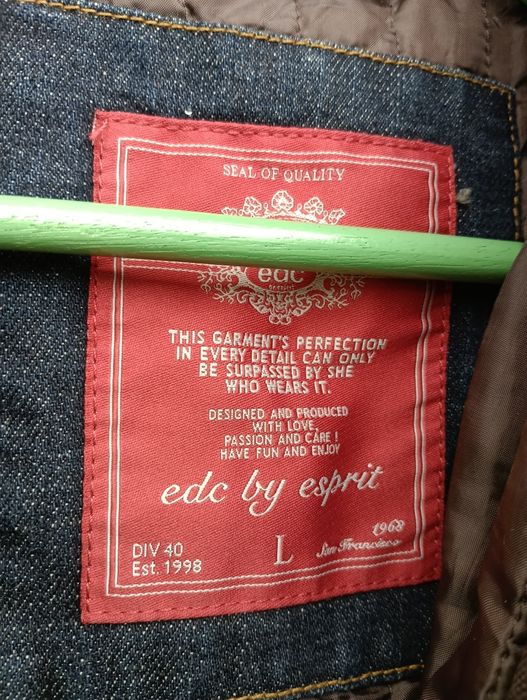 SEAL OF QUALITY
edc
by esprit
THIS GARMENT'S PERFECTION
IN EVERY DETAIL CAN ONLY
BE SURPASSED BY SHE
WHO WEARS IT.
DESIGNED AND PRODUCED
WITH LOVE,
PASSION AND CARE !
HAVE FUN AND ENJOY
edc by esprit
DIV 40
Est. 1998
L
1968
San Francisco